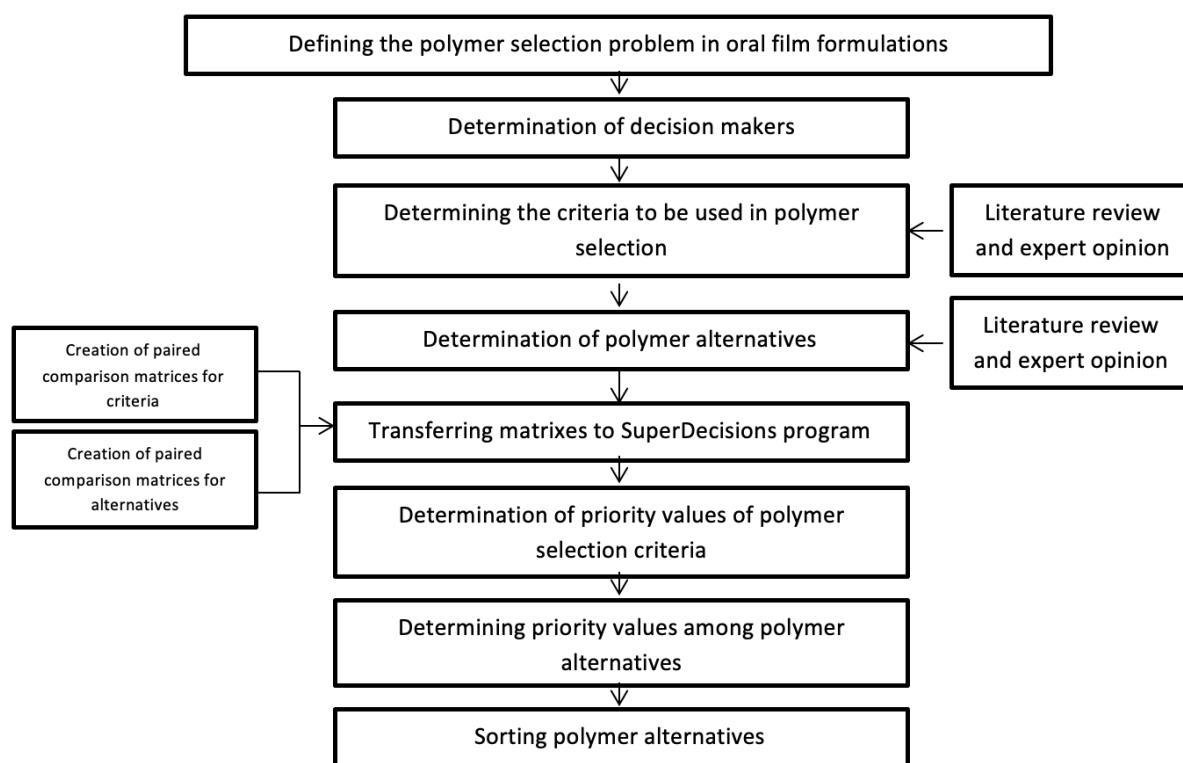 Defining the polymer selection problem in oral film formulations
Determination of decision makers
Determining the criteria to be used in polymer
selection
Literature review
and expert opinion
Determination of polymer alternatives
Literature review
and expert opinion
Creation of paired
comparison matrices for
criteria
Creation of paired
comparison matrices for
alternatives
Transferring matrixes to SuperDecisions program
Determination of priority values of polymer
selection criteria
Determining priority values among polymer
alternatives
Sorting polymer alternatives